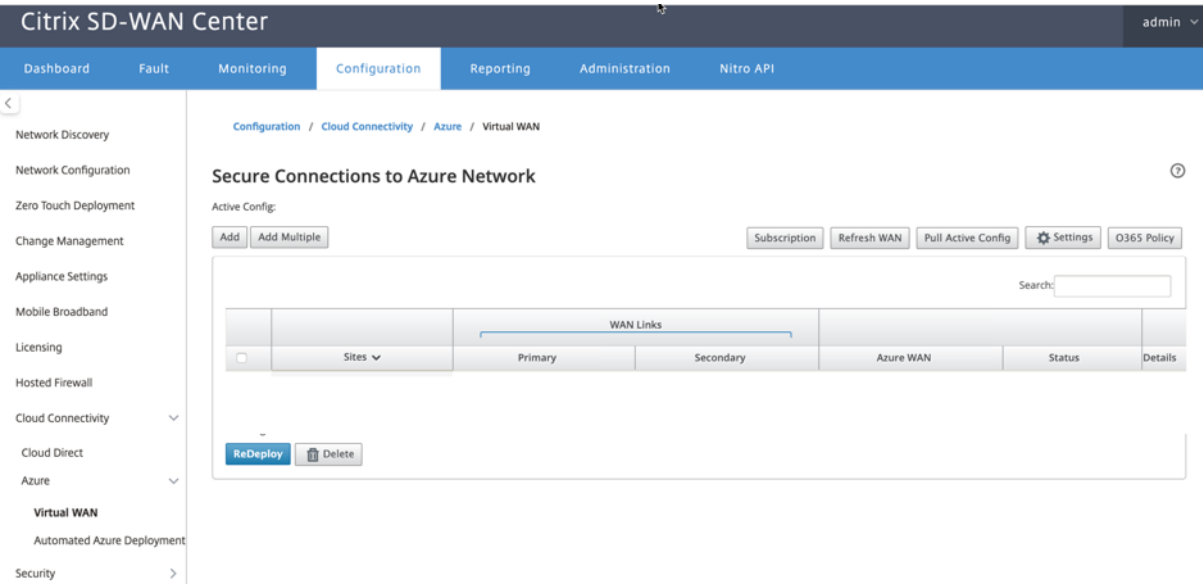 Citrix SD-WAN Center
admin
Dashboard Fault Monitoring Configuration Reporting Administration Nitro API
Network Discovery
Network Configuration
Zero Touch Deployment
Change Management
Appliance Settings
Mobile Broadband
Licensing
Hosted Firewall
Cloud Connectivity
Cloud Direct
Azure
Virtual WAN
Automated Azure Deployment
Security
Configuration / Cloud Connectivity / Azure / Virtual WAN
Secure Connections to Azure Network
?
Active Config:
Add Add Multiple Subscription Refresh WAN Pull Active Config Settings O365 Policy
Search:
WAN Links
Sites Primary Secondary Azure WAN Status Details
ReDeploy Delete